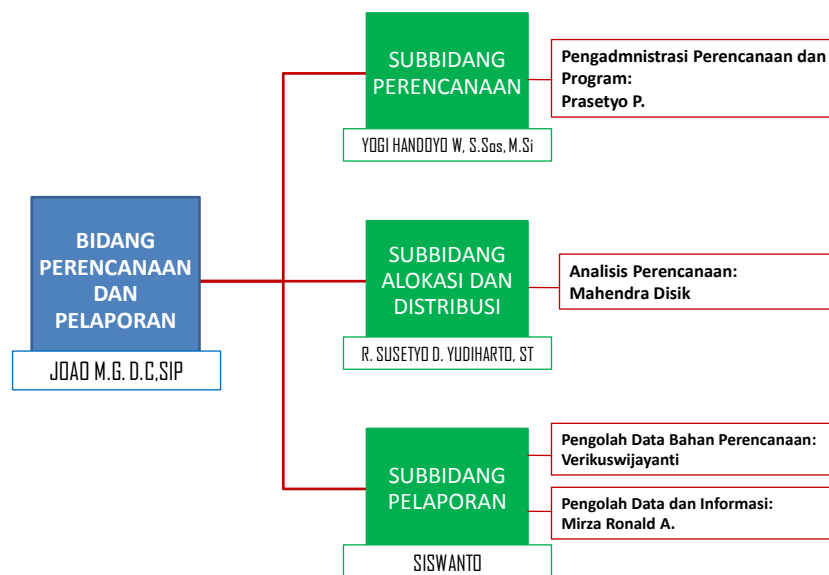 BIDANG
PERENCANAAN
DAN
PELAPORAN
JOAO M.G. D.C,SIP
SUBBIDANG
PERENCANAAN
YOGI HANDOYO W, S.Sos, M.Si
Pengadmnistrasi Perencanaan dan
Program:
Prasetyo P.
SUBBIDANG
ALOKASI DAN
DISTRIBUSI
R. SUSETYO D. YUDIHARTO, ST
Analisis Perencanaan:
Mahendra Disik
SUBBIDANG
PELAPORAN
SISWANTO
Pengolah Data Bahan Perencanaan:
Verikuswijayanti
Pengolah Data dan Informasi:
Mirza Ronald A.